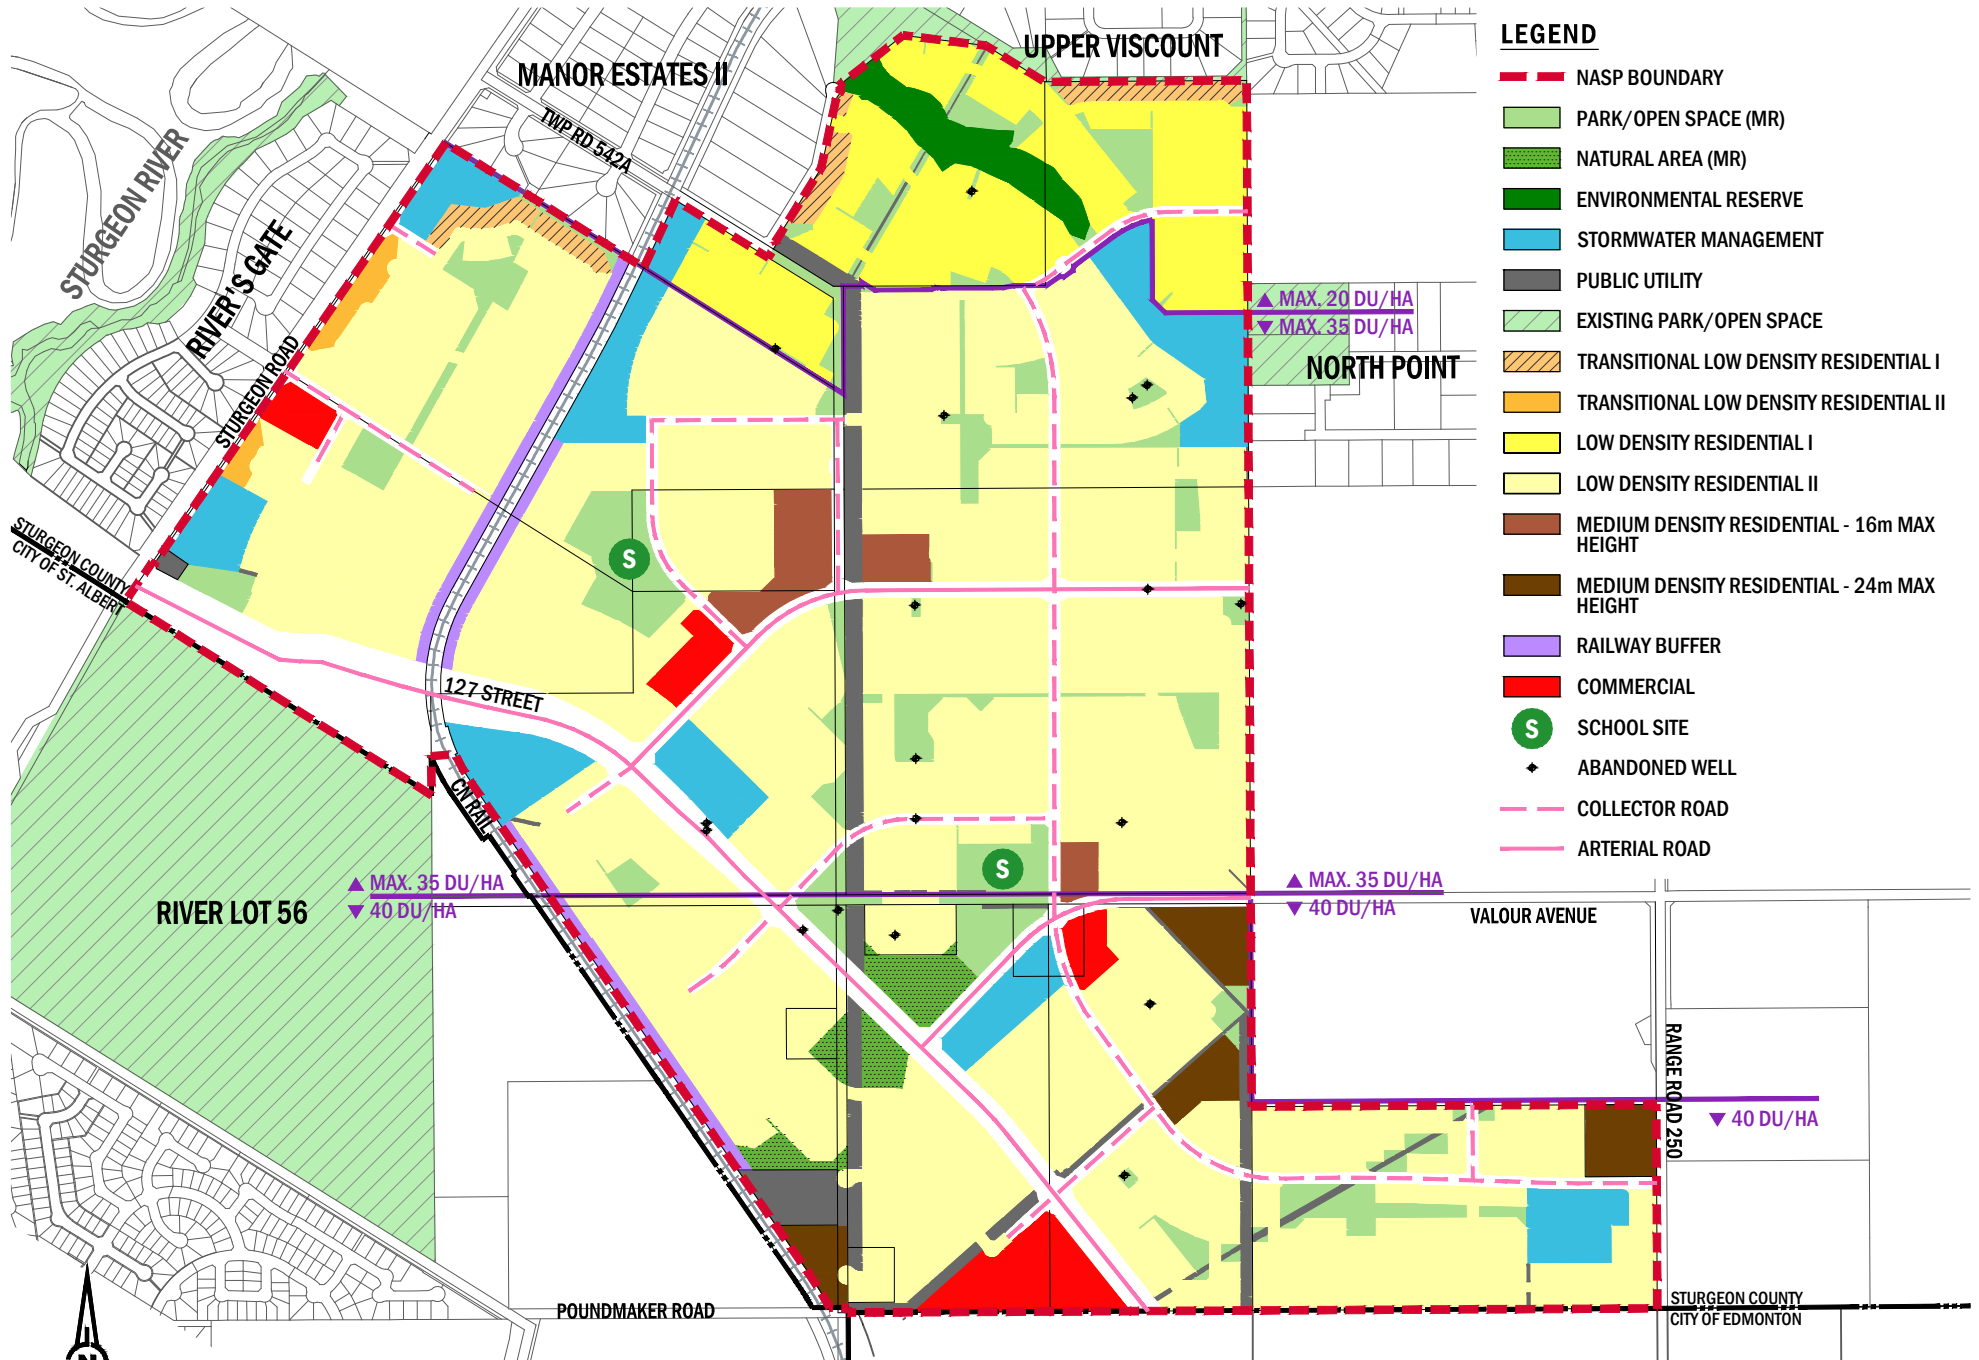 LEGEND
NASP BOUNDARY
PARK/OPEN SPACE (MR)
NATURAL AREA (MR)
ENVIRONMENTAL RESERVE
STORMWATER MANAGEMENT
PUBLIC UTILITY
EXISTING PARK/OPEN SPACE
TRANSITIONAL LOW DENSITY RESIDENTIAL I
TRANSITIONAL LOW DENSITY RESIDENTIAL II
LOW DENSITY RESIDENTIAL I
LOW DENSITY RESIDENTIAL II
MEDIUM DENSITY RESIDENTIAL - 16m MAX
HEIGHT
MEDIUM DENSITY RESIDENTIAL - 24m MAX
HEIGHT
RAILWAY BUFFER
COMMERCIAL
S
SCHOOL SITE
ABANDONED WELL
COLLECTOR ROAD
ARTERIAL ROAD
UPPER VISCOUNT
MANOR ESTATES II
TWP RD 542A
STURGEON RIVER
RIVER'S GATE
STURGEON ROAD
▲ MAX. 20 DU/HA
▼ MAX. 35 DU/HA
NORTH POINT
STURGEON COUNTY
CITY OF ST. ALBERT
S
127 STREET
CN RAIL
S
▲ MAX. 35 DU/HA
▼ 40 DU/HA
▲ MAX. 35 DU/HA
▼ 40 DU/HA
RIVER LOT 56
VALOUR AVENUE
RANGE ROAD 250
▼ 40 DU/HA
POUNDMAKER ROAD
STURGEON COUNTY
CITY OF EDMONTON
N